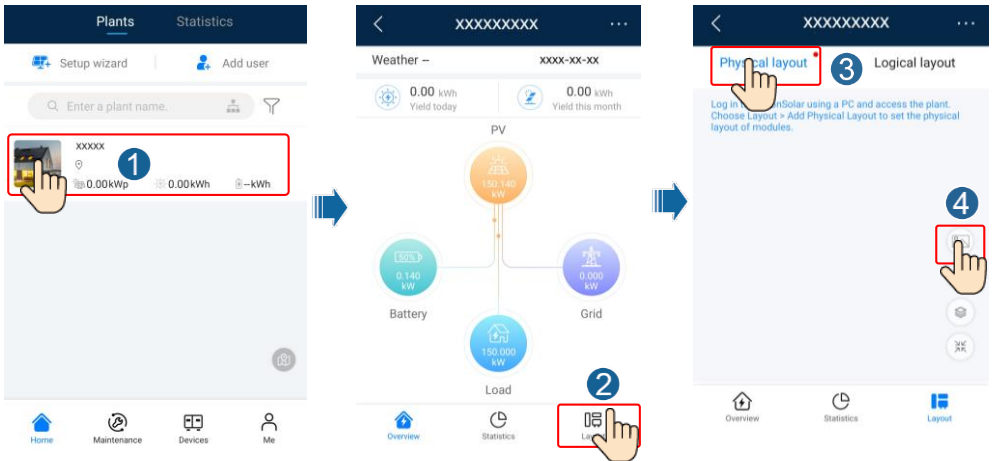 Plants Statistics
Setup wizard Add user
Enter a plant name.
xxxxx
1
0.00kWp 0.00kWh --kWh
Home Maintenance Devices Me
xxxxxxxxx ...
Weather -- xxxx-xx-xx
0.00 kWh
Yield today
0.00 kWh
Yield this month
PV
150.140
kW
50%
0.140
kW
Battery
0.000
kW
Grid
150.000
kW
Load
2
Overview Statistics
xxxxxxxxx ...
Physical layout 3 Logical layout
Log in Solar using a PC and access the plant.
Choose Layout > Add Physical Layout to set the physical
layout of modules.
4
Overview Statistics Layout